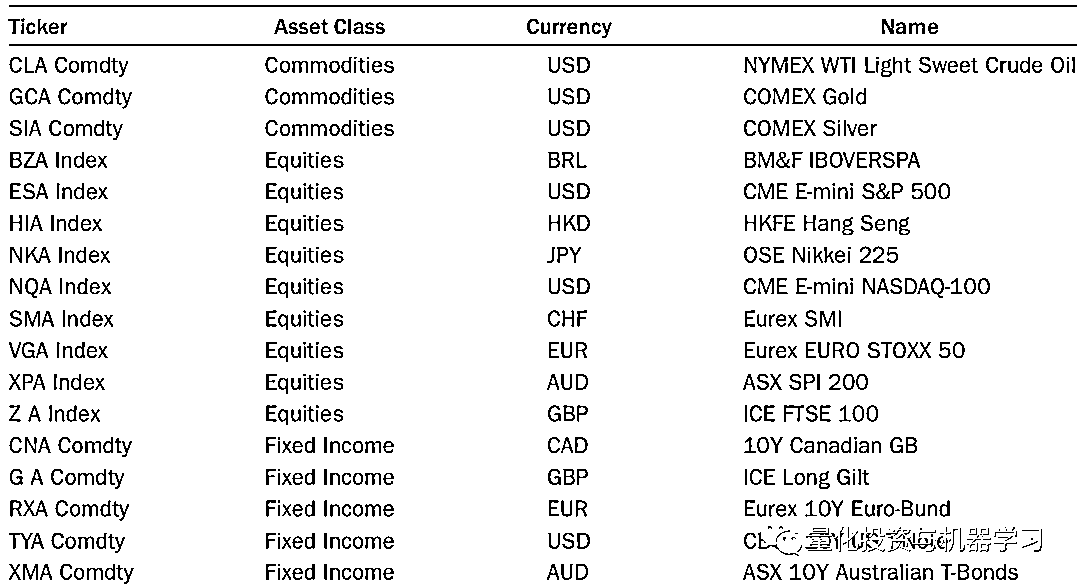 Ticker Asset Class Currency Name
CLA Comdty Commodities USD NYMEX WTI Light Sweet Crude Oil
GCA Comdty Commodities USD COMEX Gold
SIA Comdty Commodities USD COMEX Silver
BZA Index Equities BRL BM&F IBOVERSPA
ESA Index Equities USD CME E-mini S&P 500
HIA Index Equities HKD HKFE Hang Seng
NKA Index Equities JPY OSE Nikkei 225
NQA Index Equities USD CME E-mini NASDAQ-100
SMA Index Equities CHF Eurex SMI
VGA Index Equities EUR Eurex EURO STOXX 50
XPA Index Equities AUD ASX SPI 200
Z A Index Equities GBP ICE FTSE 100
CNA Comdty Fixed Income CAD 10Y Canadian GB
G A Comdty Fixed Income GBP ICE Long Gilt
RXA Comdty Fixed Income EUR Eurex 10Y Euro-Bund
TYA Comdty Fixed Income USD 量化投资与机器学习
XMA Comdty Fixed Income AUD ASX 10Y Australian T-Bonds